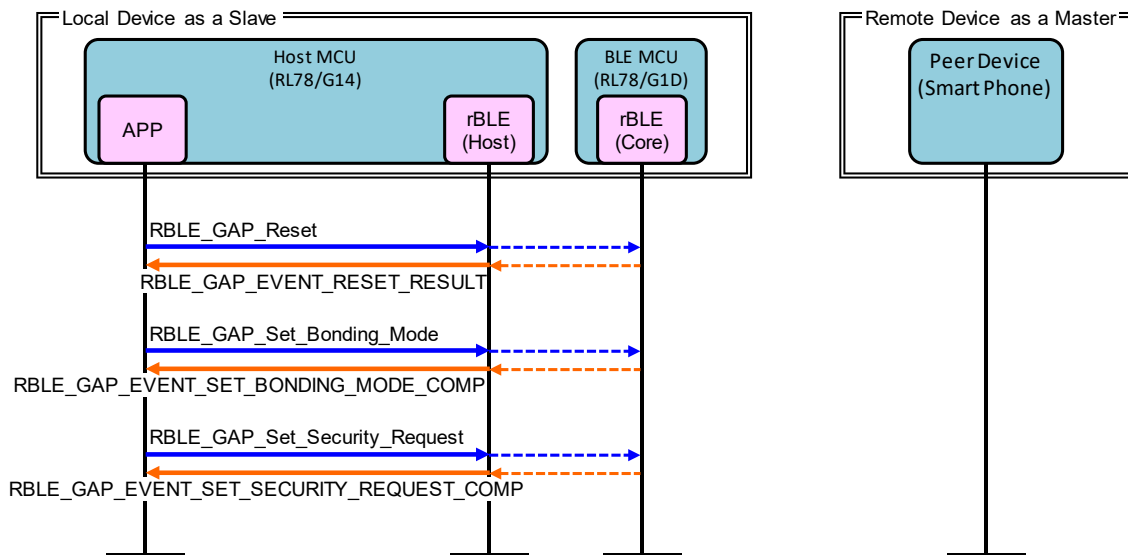 Local Device as a Slave
Remote Device as a Master
Host MCU
(RL78/G14)
BLE MCU
(RL78/G1D)
Peer Device
(Smart Phone)
APP
rBLE
(Host)
rBLE
(Core)
RBLE_GAP_Reset
RBLE_GAP_EVENT_RESET_RESULT
RBLE_GAP_Set_Bonding_Mode
RBLE_GAP_EVENT_SET_BONDING_MODE_COMP
RBLE_GAP_Set_Security_Request
RBLE_GAP_EVENT_SET_SECURITY_REQUEST_COMP